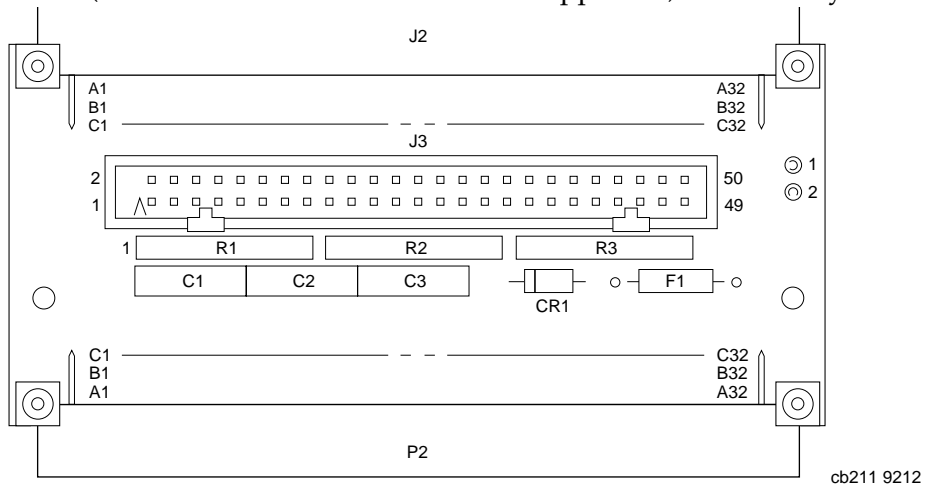 J2
A1 A32
B1 B32
C1 C32
J3
2 50 1
1 49 2
1 R1 R2 R3
C1 C2 C3 F1
CR1
C1 C32
B1 B32
A1 A32
P2
cb211 9212